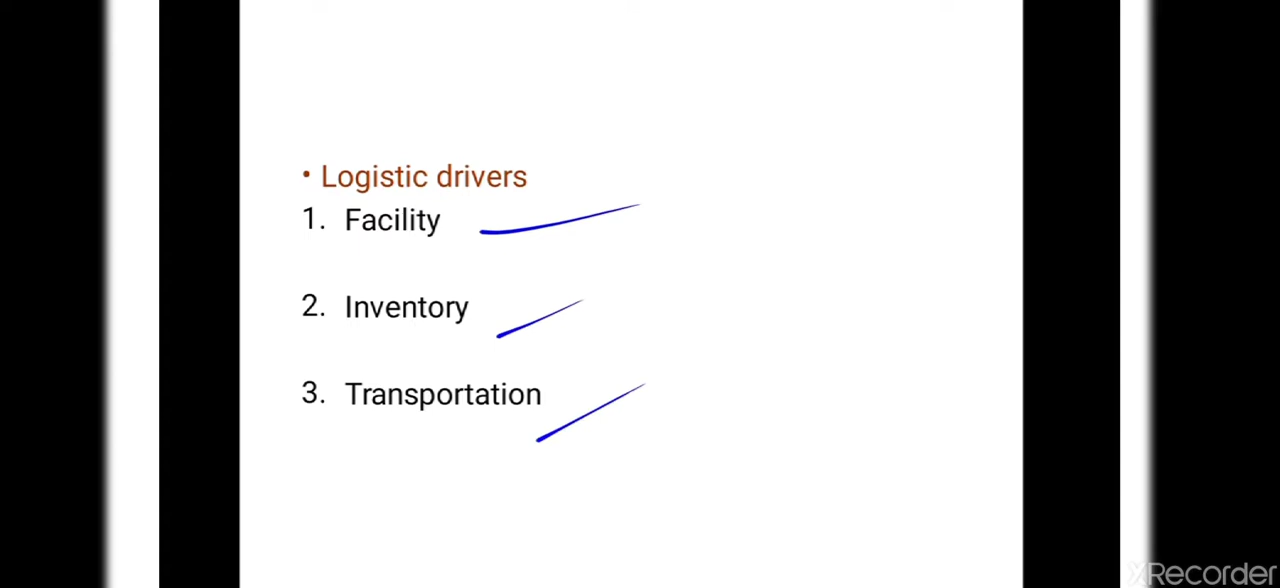 • Logistic drivers
1. Facility
2. Inventory
3. Transportation
XRecorder